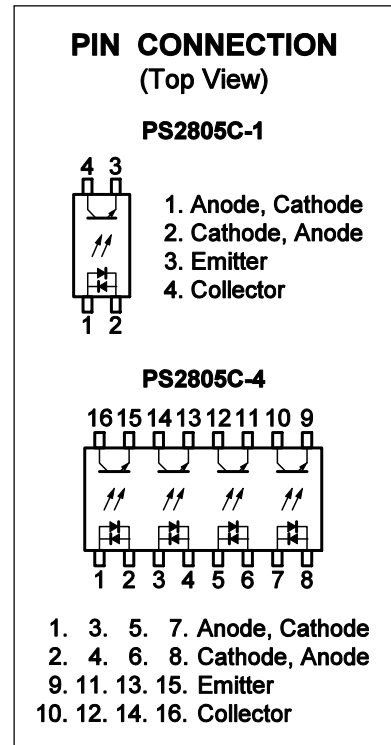 PIN CONNECTION
(Top View)
PS2805C-1
4 3
1. Anode, Cathode
2. Cathode, Anode
3. Emitter
4. Collector
1 2
PS2805C-4
16 15 14 13 12 11 10 9
1 2 3 4 5 6 7 8
1. 3. 5. 7. Anode, Cathode
2. 4. 6. 8. Cathode, Anode
9. 11. 13. 15. Emitter
10. 12. 14. 16. Collector